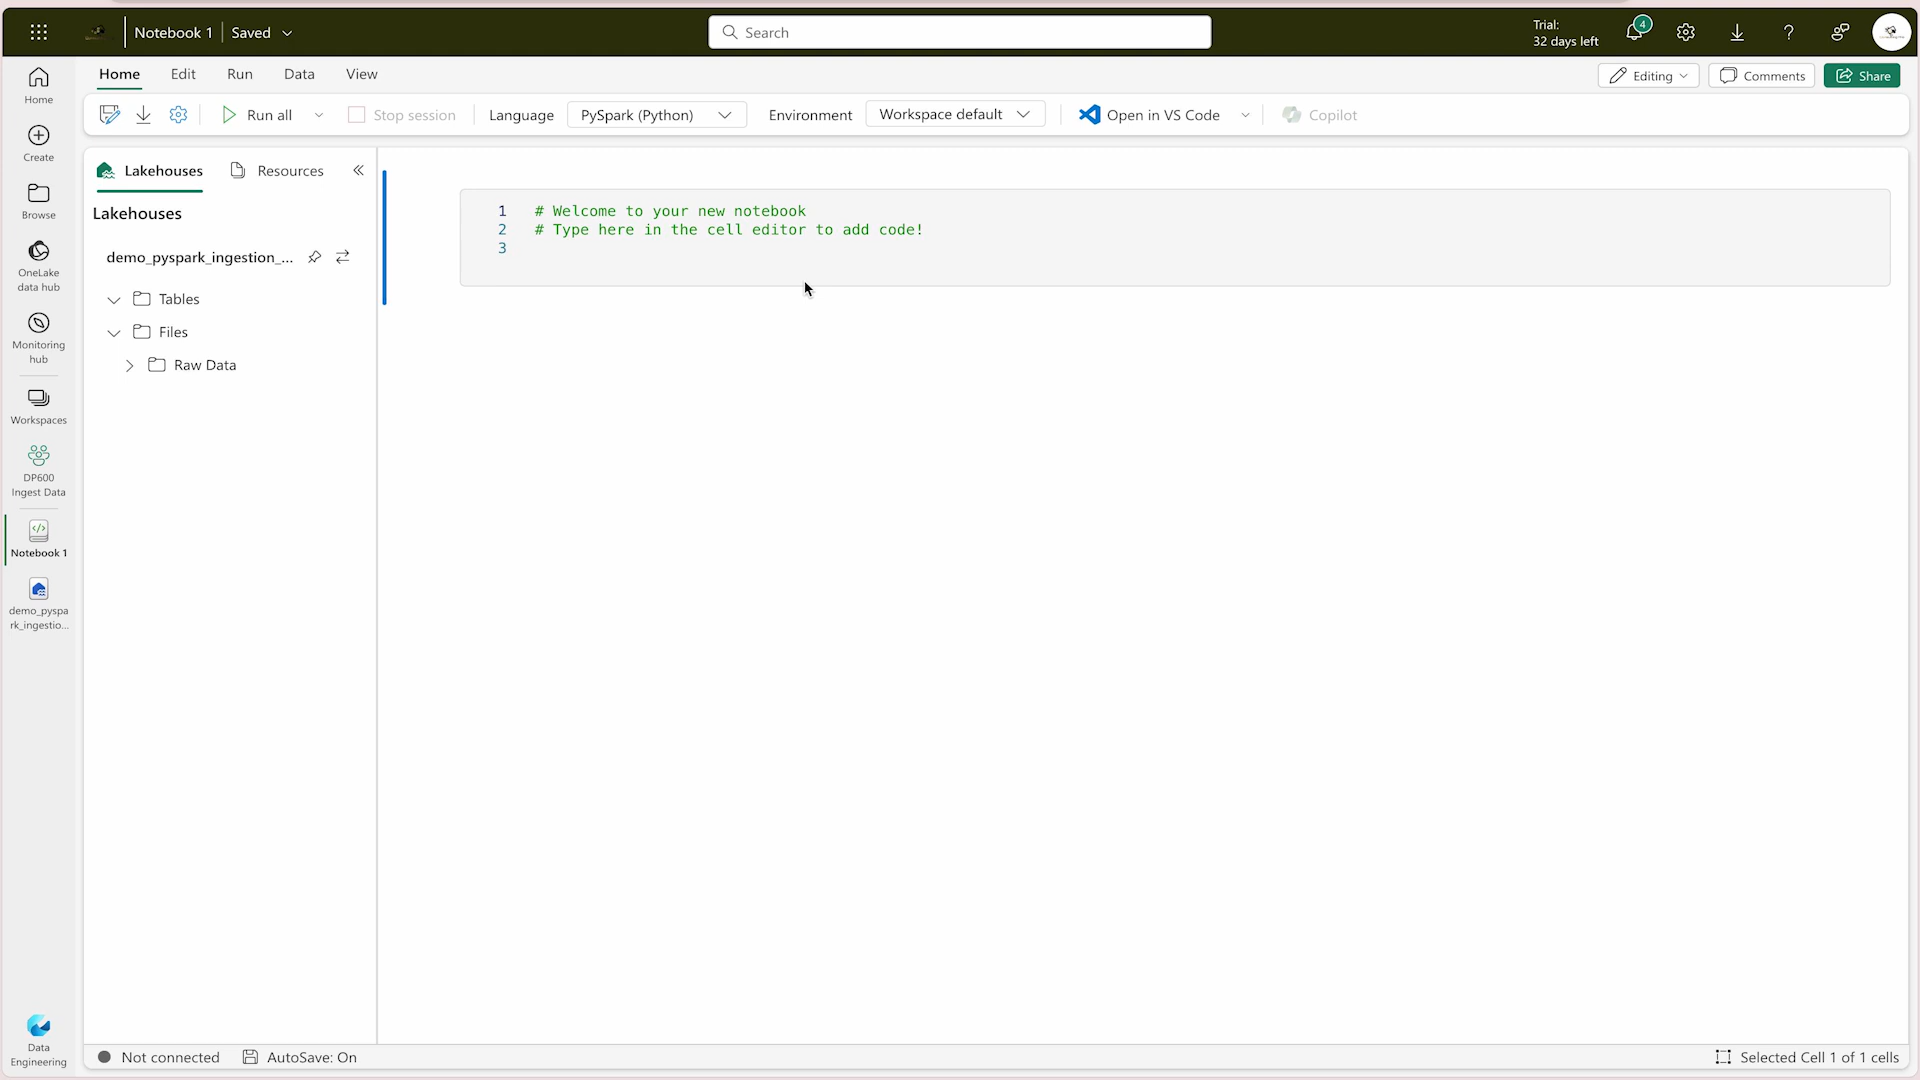 Notebook 1 Saved
Search
Trial:
32 days left
4
Home Edit Run Data View
Editing Comments Share
Run all Stop session Language PySpark (Python) Environment Workspace default Open in VS Code Copilot
Home
Create
Browse
OneLake
data hub
Monitoring
hub
Workspaces
DP600
Ingest Data
Notebook 1
demo_pyspa
rk_ingestio...
Data
Engineering
Lakehouses Resources
Lakehouses
demo_pyspark_ingestion_...
Tables
Files
Raw Data
1 # Welcome to your new notebook
2 # Type here in the cell editor to add code!
3
Not connected AutoSave: On
Selected Cell 1 of 1 cells